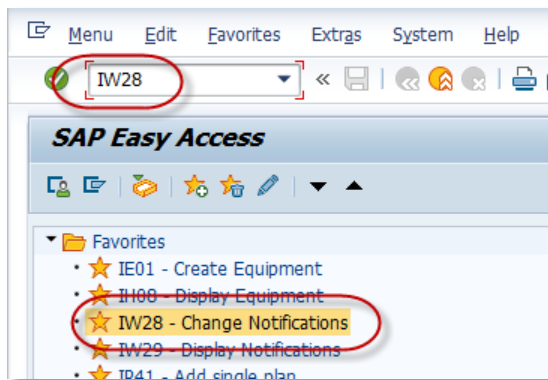 Menu Edit Favorites Extras System Help
IW28
SAP Easy Access
Favorites
IE01 - Create Equipment
IH08 - Display Equipment
IW28 - Change Notifications
IW29 - Display Notifications
IP41 - Add single plan